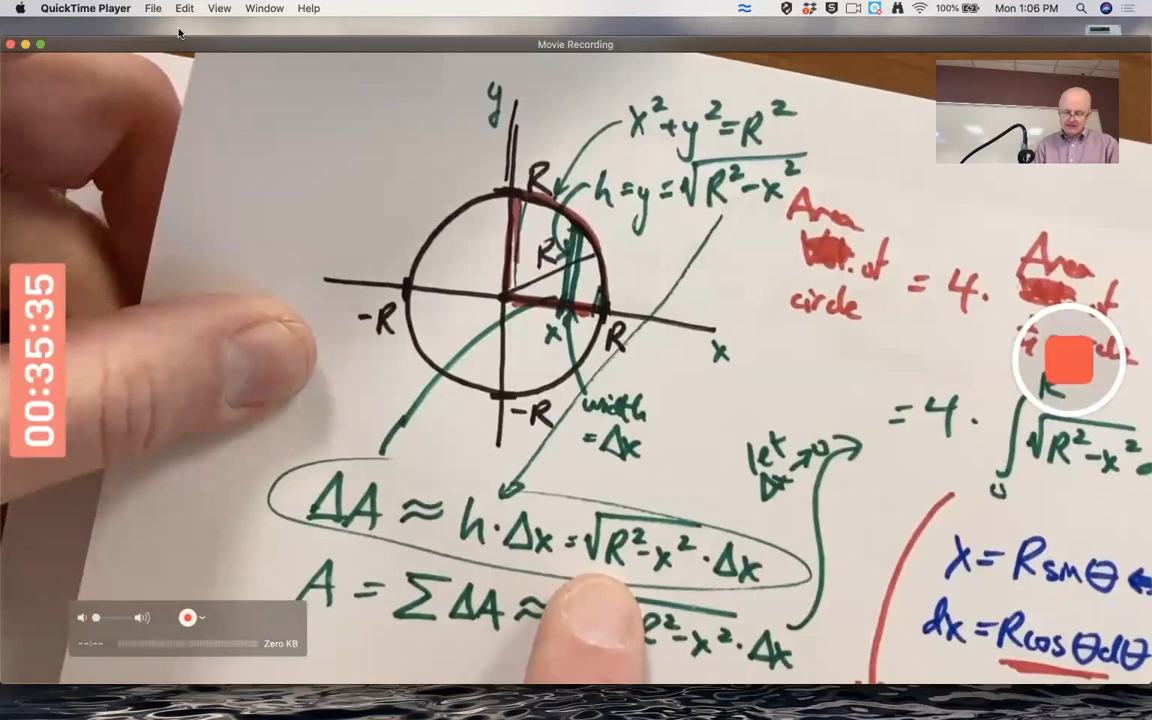 QuickTime Player File Edit View Window Help 100% Mon 1:06 PM
Movie Recording
00:35:35
y
x² + y² = R²
R
h = y = √R² - x²
R
-R
x
R
x
-R
width
= Δx
Area
of
circle
= 4 ·
Area
= 4 ·
R
∫ √R² - x²
0
let
Δx → 0
ΔA ≈ h · Δx = √R² - x² · Δx
A = Σ ΔA ≈ R² - x² · Δx
x = R sin θ
dx = R cos θ dθ
--:-- Zero KB